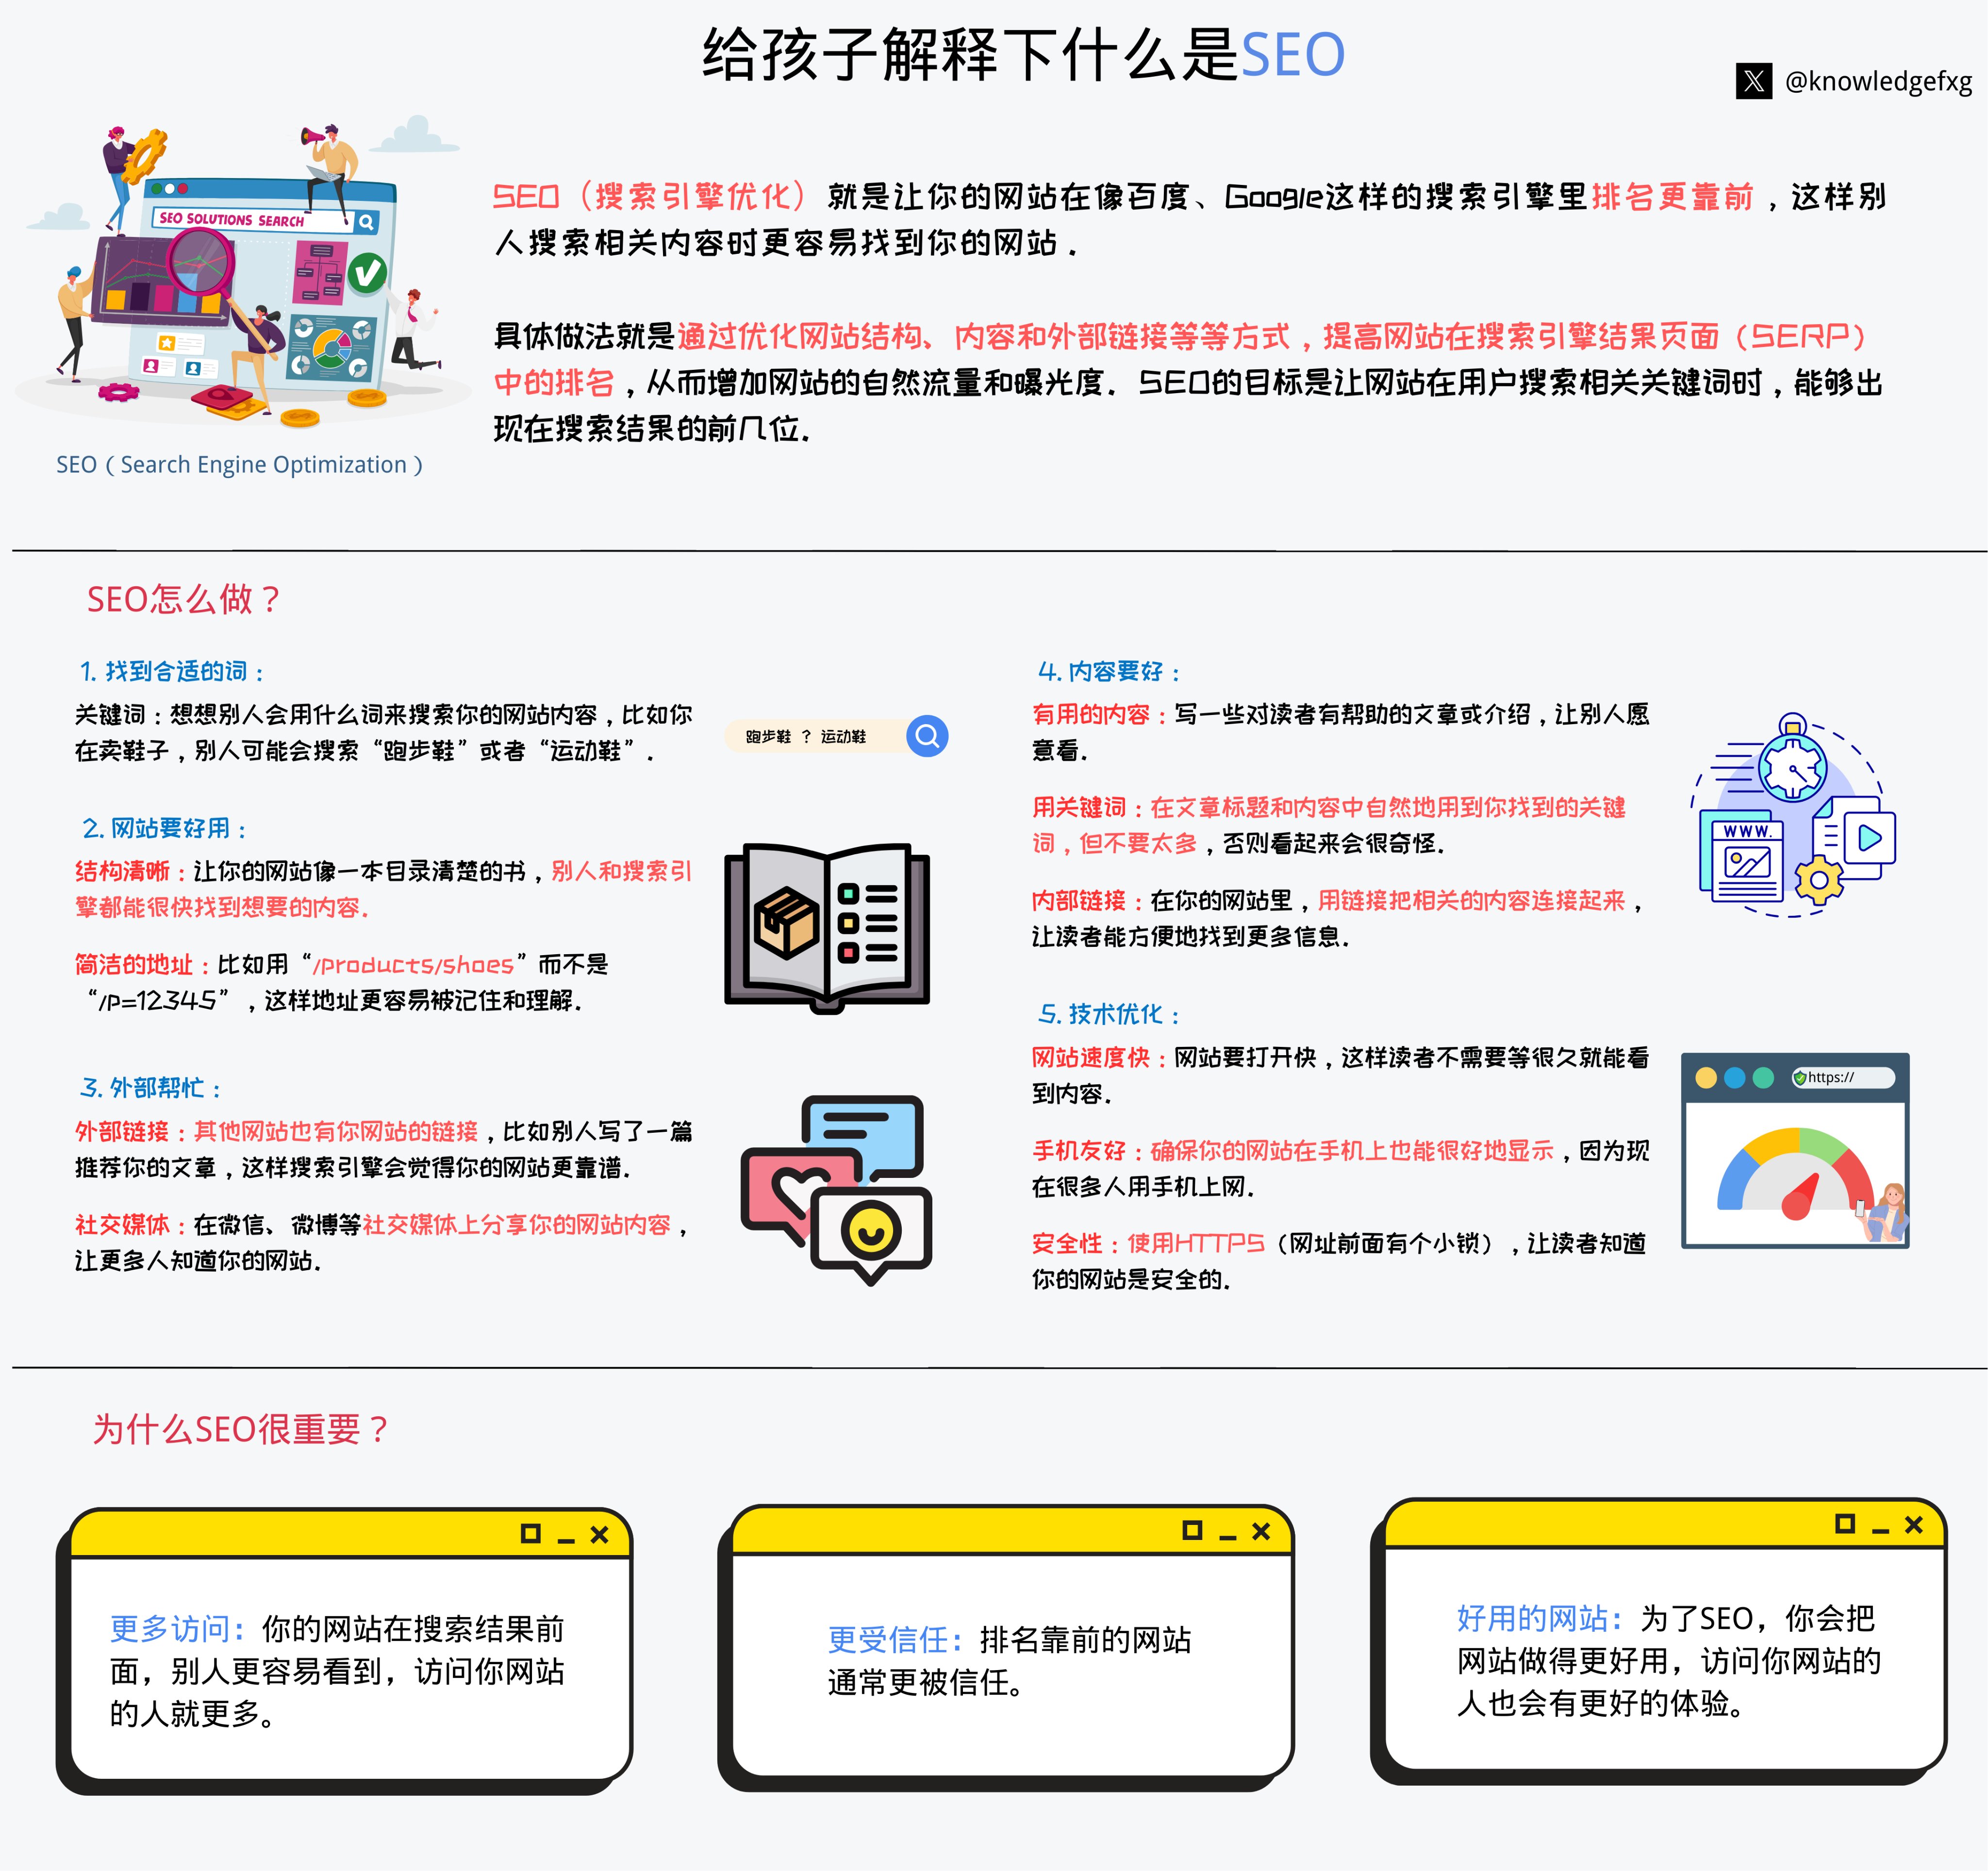 给孩子解释下什么是SEO
@knowledgefxg
SEO SOLUTIONS SEARCH
SEO（Search Engine Optimization）
SEO（搜索引擎优化）就是让你的网站在像百度、Google这样的搜索引擎里排名更靠前，这样别
人搜索相关内容时更容易找到你的网站．
具体做法就是通过优化网站结构、内容和外部链接等等方式，提高网站在搜索引擎结果页面（SERP）
中的排名，从而增加网站的自然流量和曝光度．SEO的目标是让网站在用户搜索相关关键词时，能够出
现在搜索结果的前几位．
SEO怎么做？
1. 找到合适的词：
关键词：想想别人会用什么词来搜索你的网站内容，比如你
在卖鞋子，别人可能会搜索“跑步鞋”或者“运动鞋”．
跑步鞋 ？ 运动鞋
2. 网站要好用：
结构清晰：让你的网站像一本目录清楚的书，别人和搜索引
擎都能很快找到想要的内容．
简洁的地址：比如用“/products/shoes”而不是
“/p=12345”，这样地址更容易被记住和理解．
3. 外部帮忙：
外部链接：其他网站也有你网站的链接，比如别人写了一篇
推荐你的文章，这样搜索引擎会觉得你的网站更靠谱．
社交媒体：在微信、微博等社交媒体上分享你的网站内容，
让更多人知道你的网站．
4. 内容要好：
有用的内容：写一些对读者有帮助的文章或介绍，让别人愿
意看．
用关键词：在文章标题和内容中自然地用到你找到的关键
词，但不要太多，否则看起来会很奇怪．
内部链接：在你的网站里，用链接把相关的内容连接起来，
让读者能方便地找到更多信息．
WWW.
5. 技术优化：
网站速度快：网站要打开快，这样读者不需要等很久就能看
到内容．
手机友好：确保你的网站在手机上也能很好地显示，因为现
在很多人用手机上网．
安全性：使用HTTPS（网址前面有个小锁），让读者知道
你的网站是安全的．
https://
为什么SEO很重要？
更多访问：你的网站在搜索结果前
面，别人更容易看到，访问你网站
的人就更多。
更受信任：排名靠前的网站
通常更被信任。
好用的网站：为了SEO，你会把
网站做得更好用，访问你网站的
人也会有更好的体验。